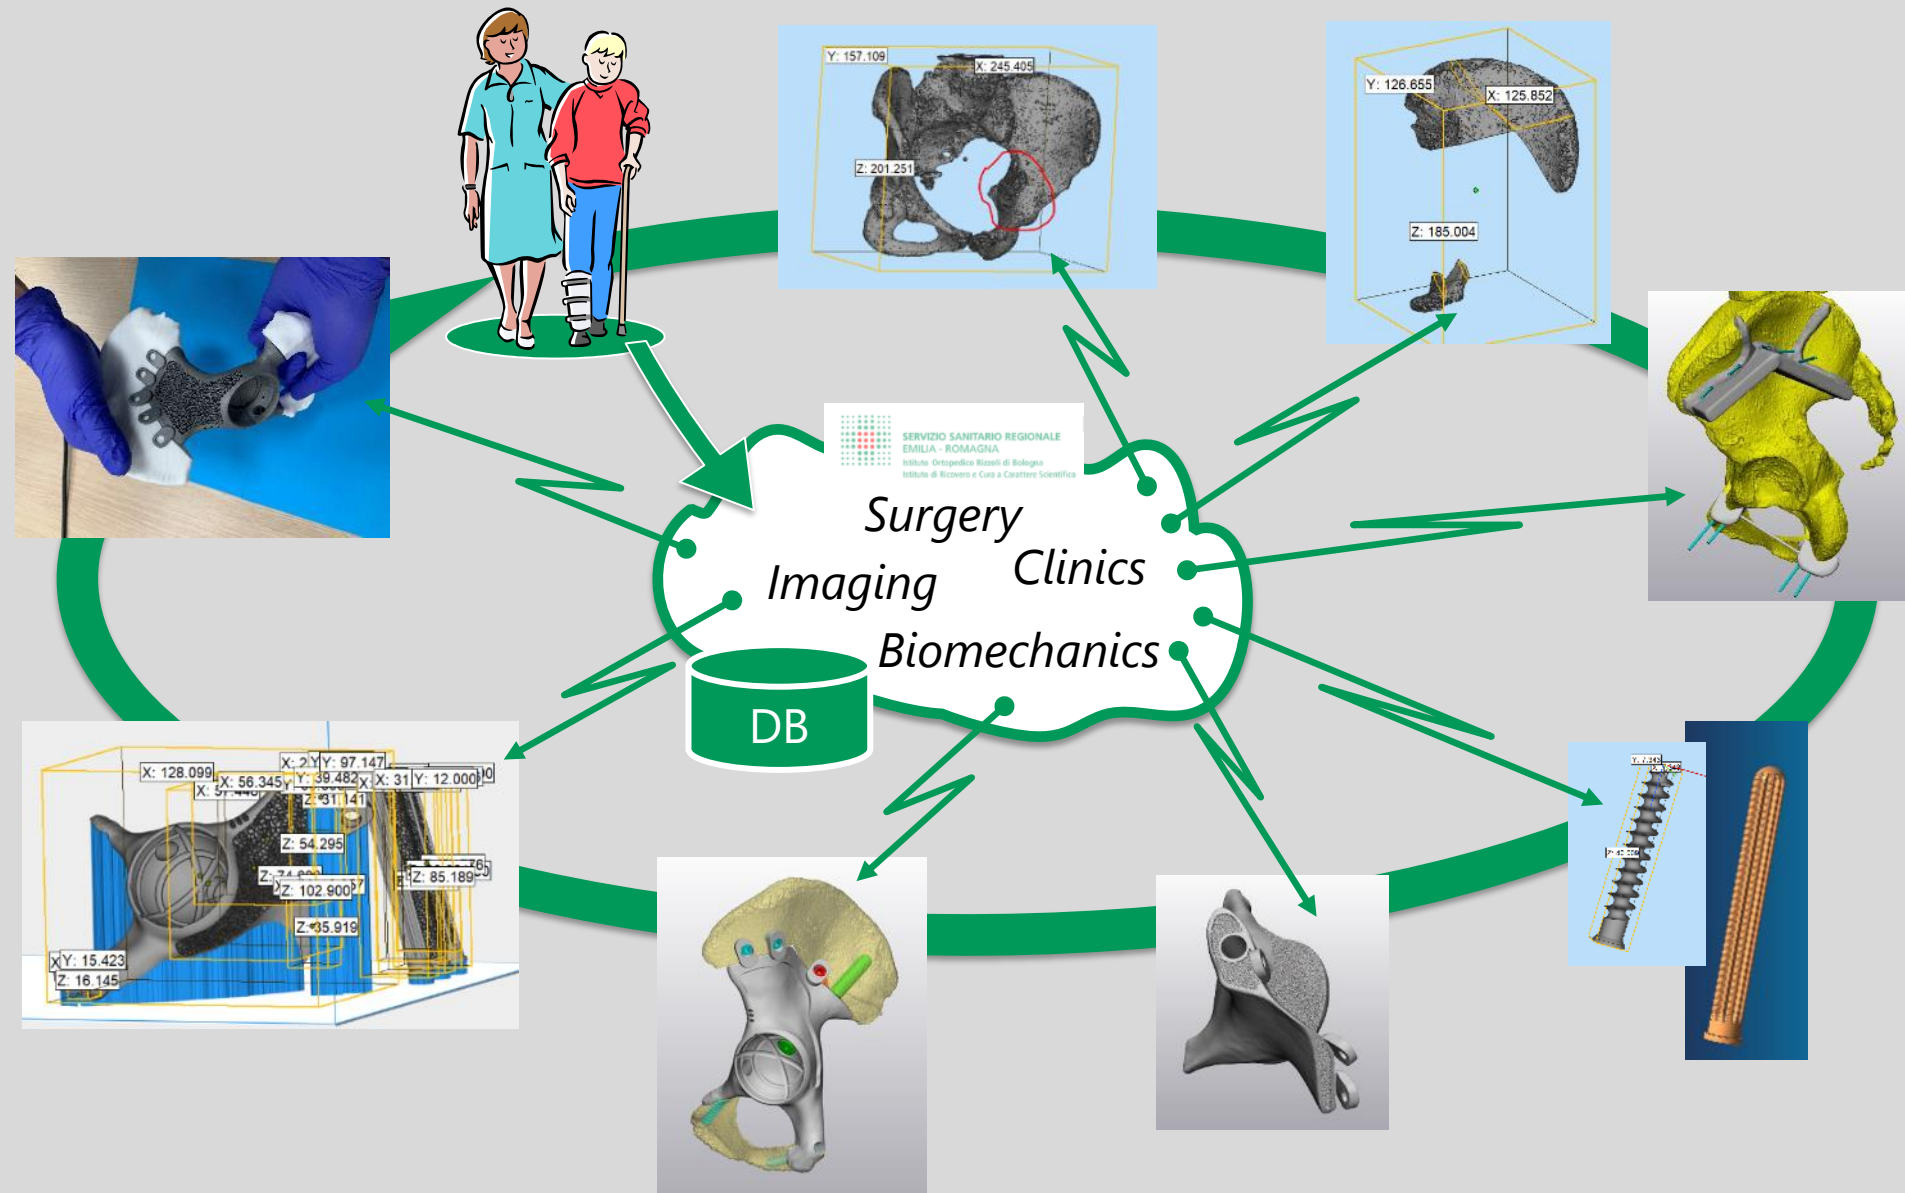 Y: 157.109
X: 245.405
Z: 201.251
Y: 126.655
X: 125.852
Z: 185.004
SERVIZIO SANITARIO REGIONALE
EMILIA - ROMAGNA
Istituto Ortopedico Rizzoli di Bologna
Istituto di Ricovero e Cura a Carattere Scientifico
Surgery
Clinics
Imaging
Biomechanics
DB
X: 128.099
X: 56.345
Y: 97.147
Y: 39.482
X: 31
Y: 12.000
Z: 31.141
Z: 54.295
Z: 102.900
Z: 85.189
Z: 35.919
Y: 15.423
Z: 16.145